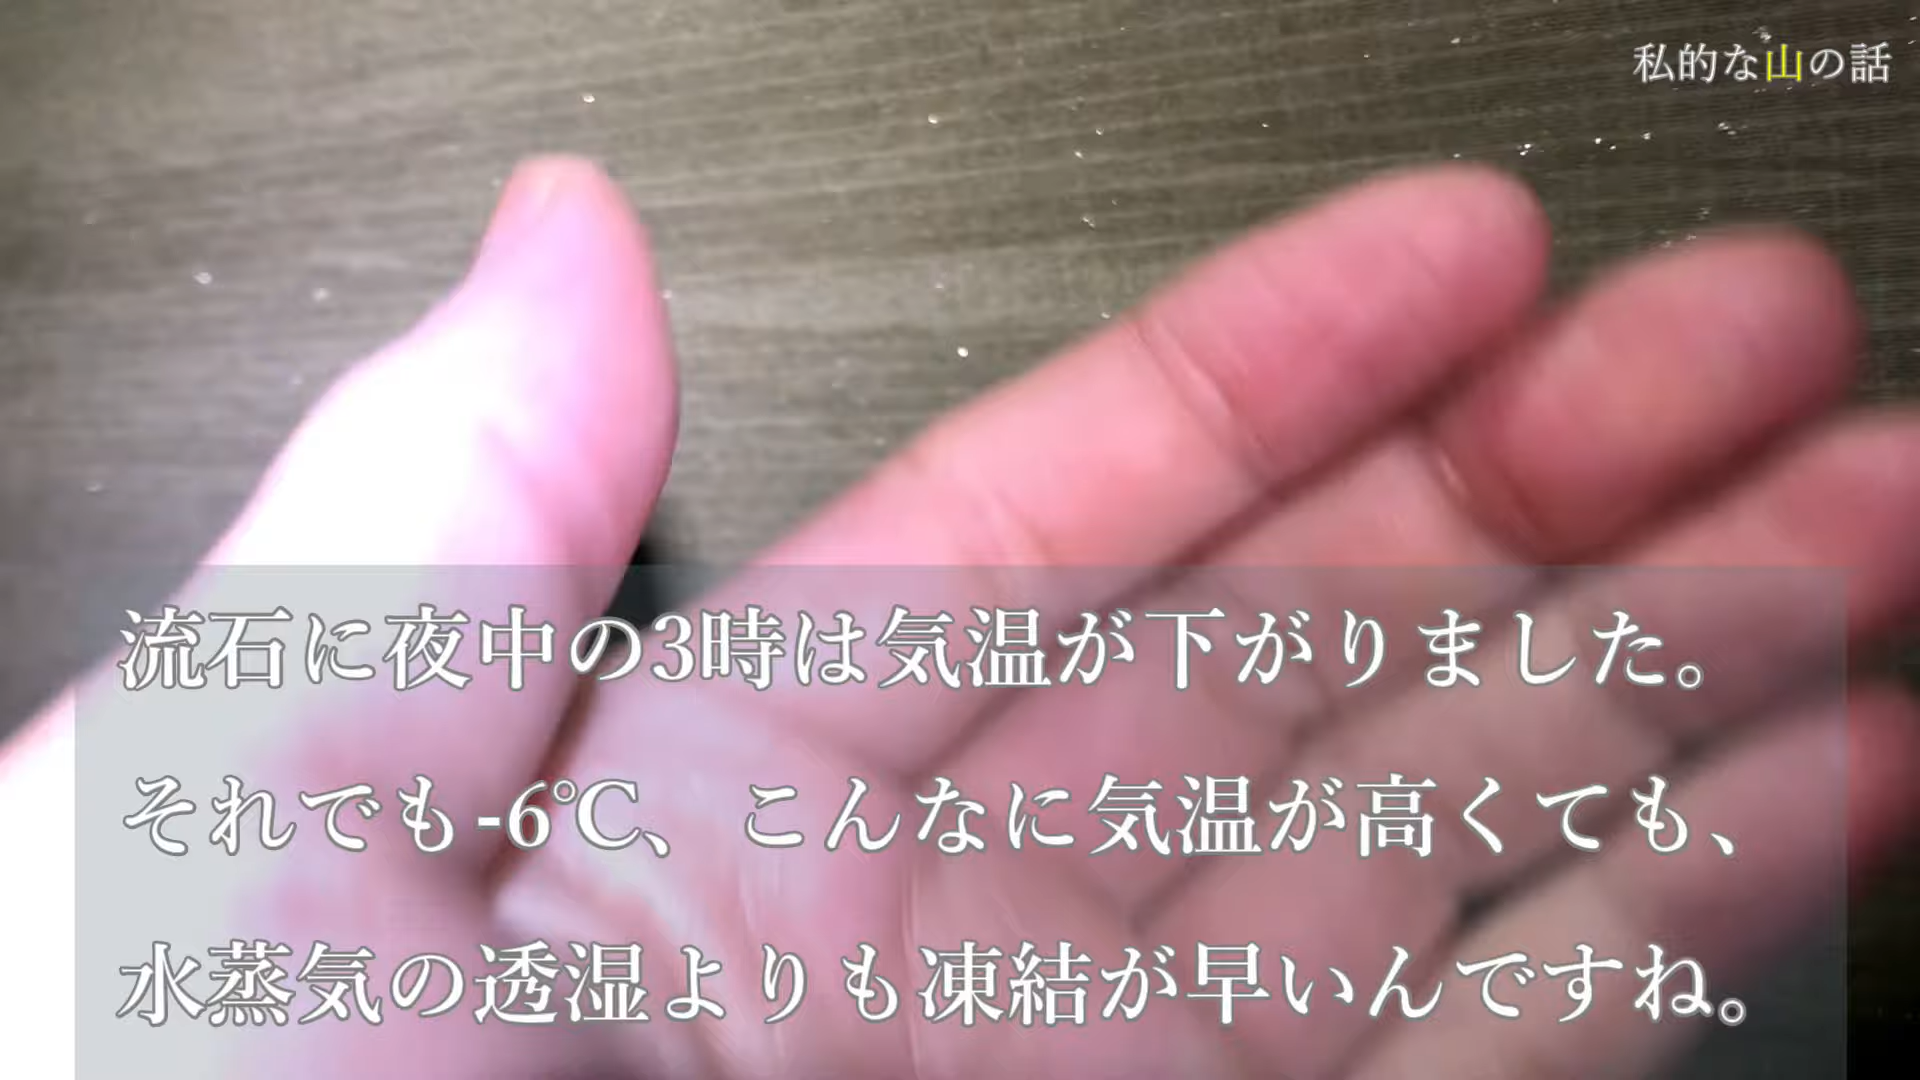 私的な山の話
流石に夜中の3時は気温が下がりました。
それでも-6℃、こんなに気温が高くても、
水蒸気の透湿よりも凍結が早いんですね。